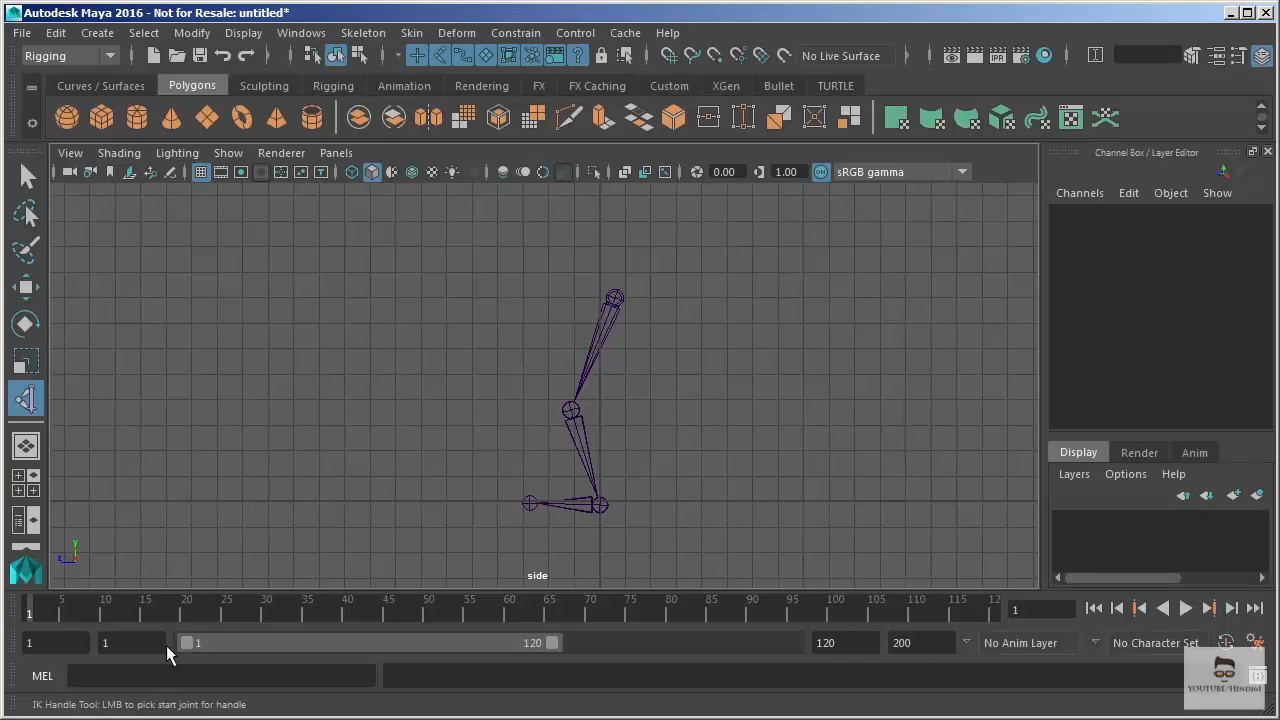 Autodesk Maya 2016 - Not for Resale: untitled*
File Edit Create Select Modify Display Windows Skeleton Skin Deform Constrain Control Cache Help
Rigging No Live Surface
Curves / Surfaces Polygons Sculpting Rigging Animation Rendering FX FX Caching Custom XGen Bullet TURTLE
View Shading Lighting Show Renderer Panels
0.00 1.00 ON sRGB gamma
Channel Box / Layer Editor
Channels Edit Object Show
Display Render Anim
Layers Options Help
y
z
side
5 10 15 20 25 30 35 40 45 50 55 60 65 70 75 80 85 90 95 100 105 110 115 12
1 1
1 1 1 120 120 200 No Anim Layer No Character Set
MEL
YOUTUBE/HINDI61
IK Handle Tool: LMB to pick start joint for handle